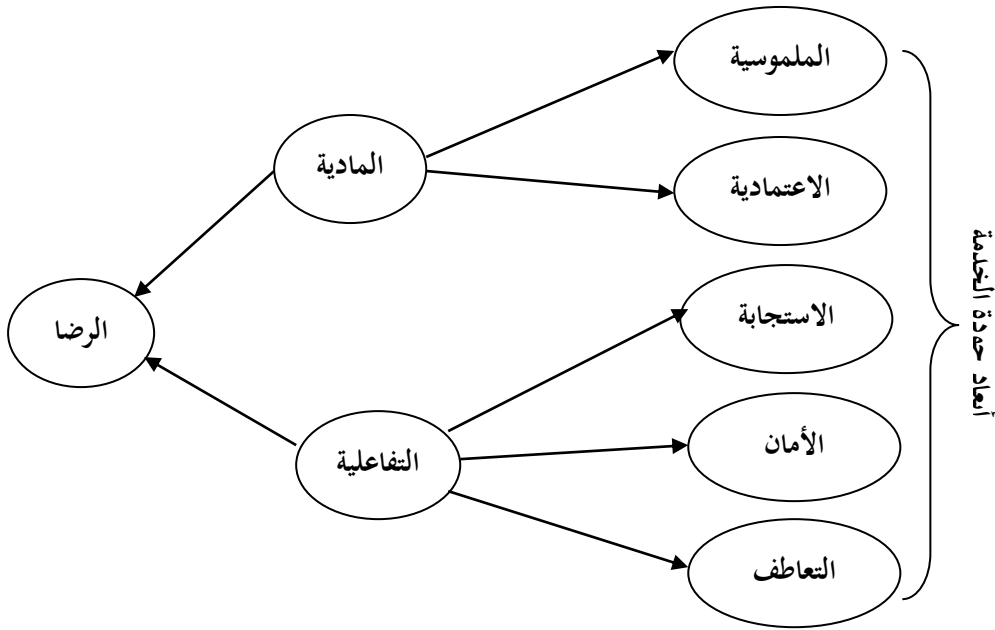 الملموسية
المادية
الاعتمادية
الاستجابة
الرضا
الأمان
التفاعلية
التعاطف
أبعاد جودة الخدمة